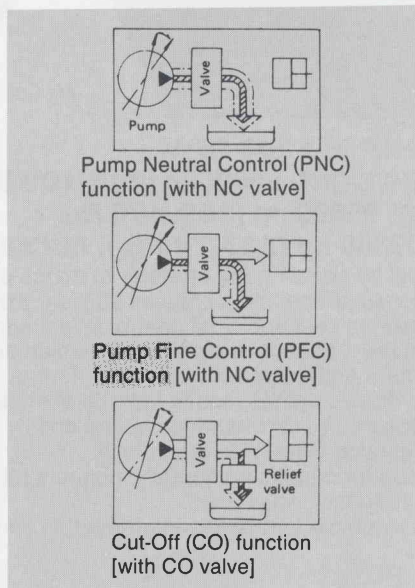 Valve
Pump
Pump Neutral Control (PNC)
function [with NC valve]
Valve
Pump Fine Control (PFC)
function [with NC valve]
Valve
Relief
valve
Cut-Off (CO) function
[with CO valve]